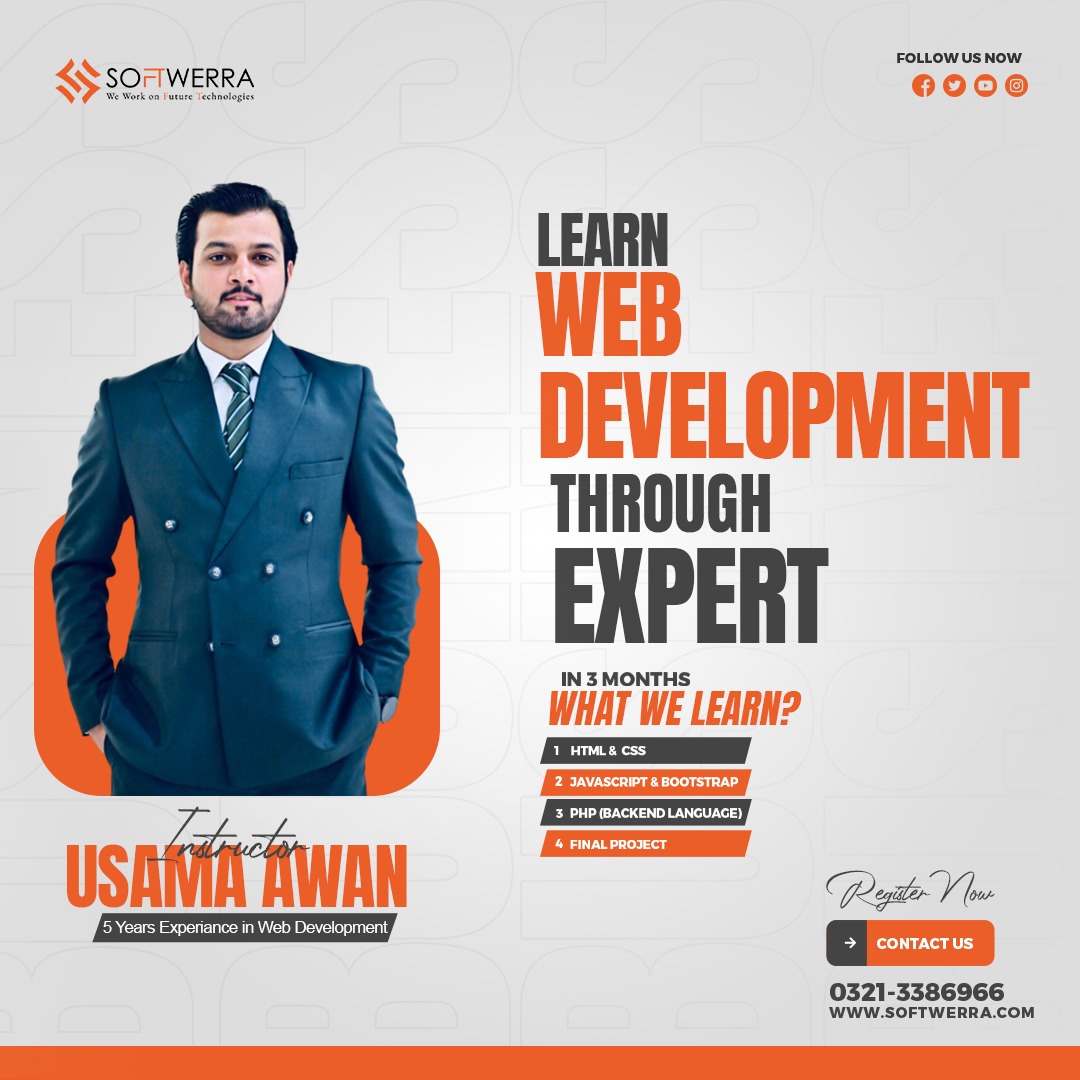 SOFTWERRA
We Work on Future Technologies
FOLLOW US NOW
LEARN
WEB
DEVELOPMENT
THROUGH
EXPERT
IN 3 MONTHS
WHAT WE LEARN?
1 HTML & CSS
2 JAVASCRIPT & BOOTSTRAP
3 PHP (BACKEND LANGUAGE)
4 FINAL PROJECT
Instructor
USAMA AWAN
5 Years Experiance in Web Development
Register Now
CONTACT US
0321-3386966
WWW.SOFTWERRA.COM